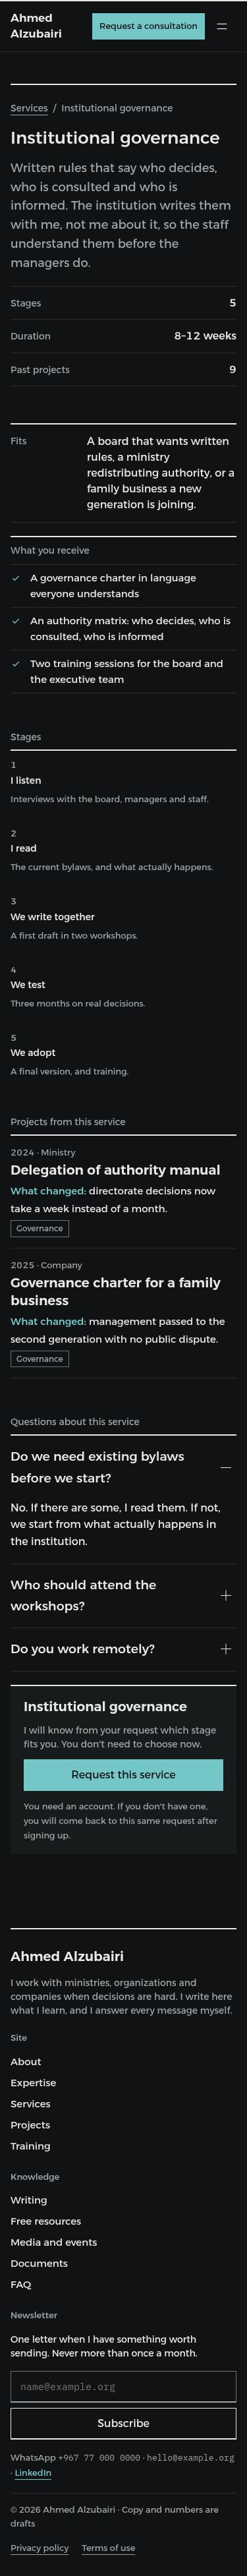 Ahmed
Alzubairi
Request a consultation
Services / Institutional governance
Institutional governance
Written rules that say who decides,
who is consulted and who is
informed. The institution writes them
with me, not me about it, so the staff
understand them before the
managers do.
Stages 5
Duration 8–12 weeks
Past projects 9
Fits A board that wants written
rules, a ministry
redistributing authority, or a
family business a new
generation is joining.
What you receive
✓ A governance charter in language
everyone understands
✓ An authority matrix: who decides, who is
consulted, who is informed
✓ Two training sessions for the board and
the executive team
Stages
1
I listen
Interviews with the board, managers and staff.
2
I read
The current bylaws, and what actually happens.
3
We write together
A first draft in two workshops.
4
We test
Three months on real decisions.
5
We adopt
A final version, and training.
Projects from this service
2024 · Ministry
Delegation of authority manual
What changed: directorate decisions now
take a week instead of a month.
Governance
2025 · Company
Governance charter for a family
business
What changed: management passed to the
second generation with no public dispute.
Governance
Questions about this service
Do we need existing bylaws
before we start?
No. If there are some, I read them. If not,
we start from what actually happens in
the institution.
Who should attend the
workshops?
Do you work remotely?
Institutional governance
I will know from your request which stage
fits you. You don't need to choose now.
Request this service
You need an account. If you don't have one,
you will come back to this same request after
signing up.
Ahmed Alzubairi
I work with ministries, organizations and
companies when decisions are hard. I write here
what I learn, and I answer every message myself.
Site
About
Expertise
Services
Projects
Training
Knowledge
Writing
Free resources
Media and events
Documents
FAQ
Newsletter
One letter when I have something worth
sending. Never more than once a month.
name@example.org
Subscribe
WhatsApp +967 77 000 0000 · hello@example.org
· LinkedIn
© 2026 Ahmed Alzubairi · Copy and numbers are
drafts
Privacy policy Terms of use